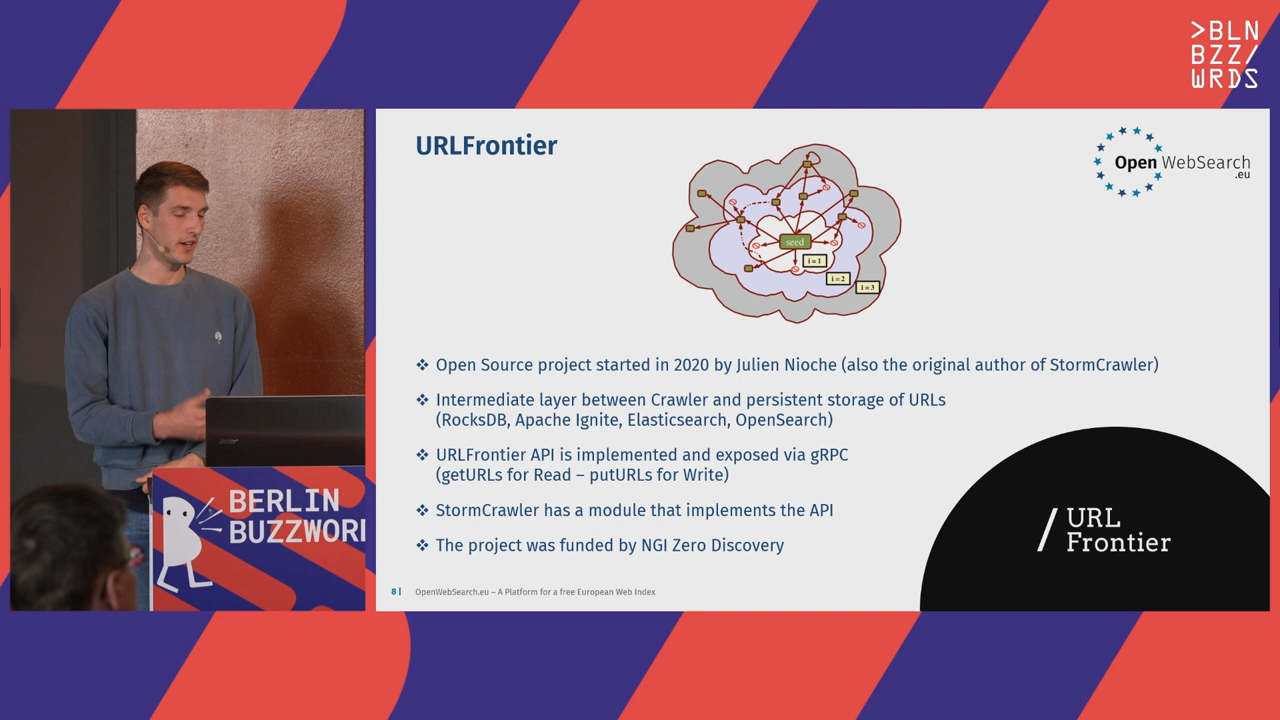 >BLN
BZZ/
WRDS
URLFrontier
Open WebSearch
.eu
seed
i = 1
i = 2
i = 3
❖ Open Source project started in 2020 by Julien Nioche (also the original author of StormCrawler)
❖ Intermediate layer between Crawler and persistent storage of URLs
(RocksDB, Apache Ignite, Elasticsearch, OpenSearch)
❖ URLFrontier API is implemented and exposed via gRPC
(getURLs for Read – putURLs for Write)
❖ StormCrawler has a module that implements the API
❖ The project was funded by NGI Zero Discovery
/ URL
Frontier
8 |
OpenWebSearch.eu – A Platform for a free European Web Index
BERLIN
BUZZWOR